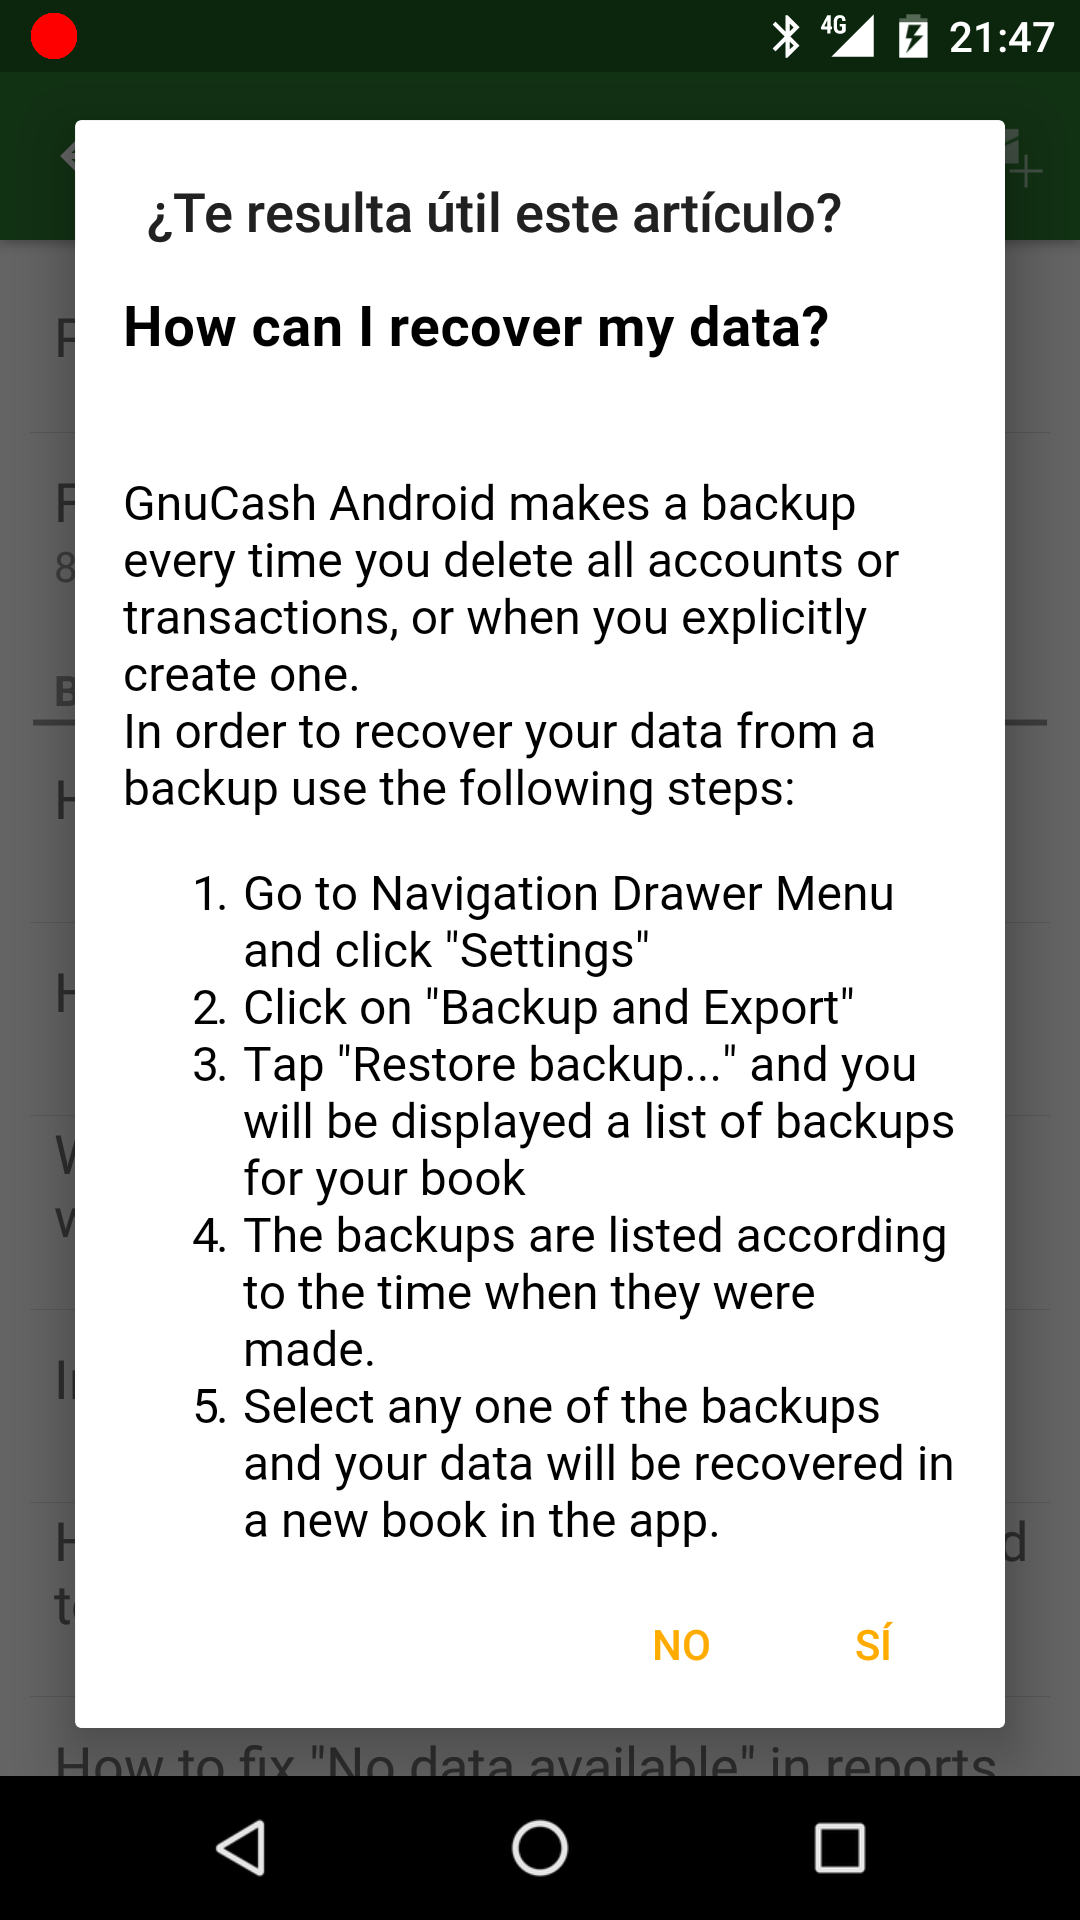 4G 21:47
¿Te resulta útil este artículo?
How can I recover my data?
GnuCash Android makes a backup
every time you delete all accounts or
transactions, or when you explicitly
create one.
In order to recover your data from a
backup use the following steps:
1. Go to Navigation Drawer Menu
and click "Settings"
2. Click on "Backup and Export"
3. Tap "Restore backup..." and you
will be displayed a list of backups
for your book
4. The backups are listed according
to the time when they were
made.
5. Select any one of the backups
and your data will be recovered in
a new book in the app.
NO SÍ
How to fix "No data available" in reports